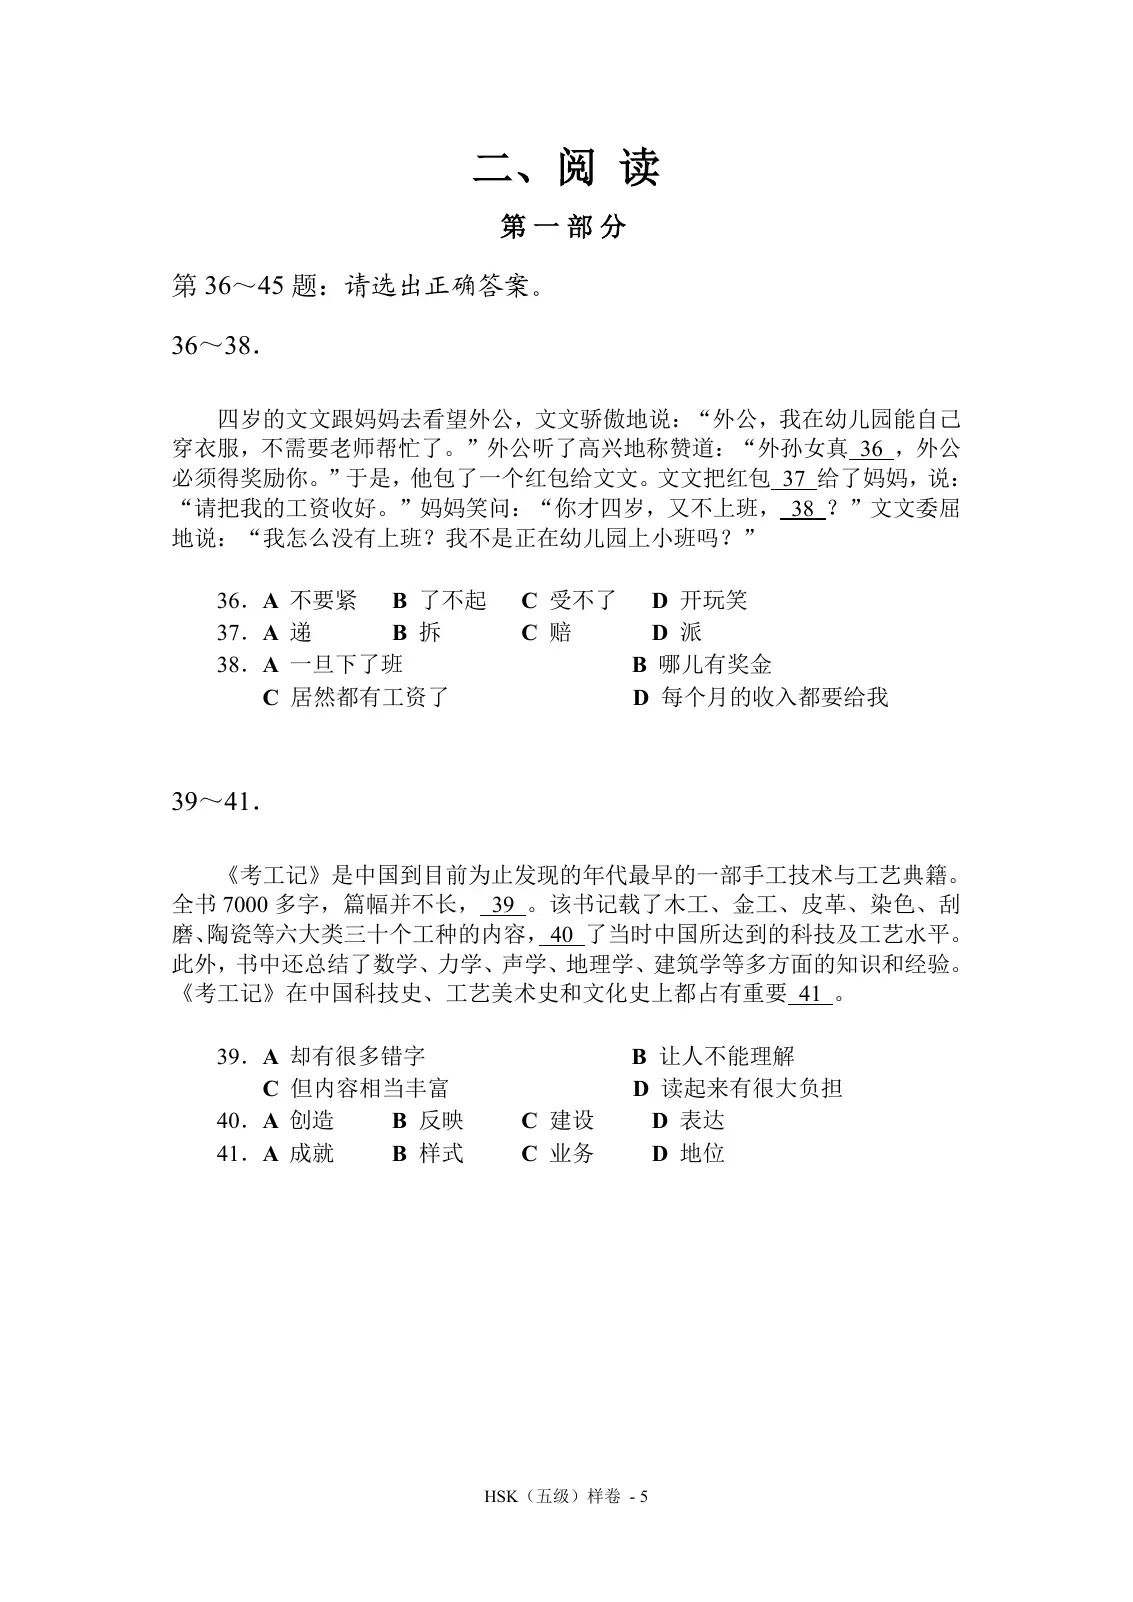 二、阅 读
第 一 部 分
第 36～45 题：请选出正确答案。
36～38．
四岁的文文跟妈妈去看望外公，文文骄傲地说：“外公，我在幼儿园能自己
穿衣服，不需要老师帮忙了。”外公听了高兴地称赞道：“外孙女真 36 ，外公
必须得奖励你。”于是，他包了一个红包给文文。文文把红包 37 给了妈妈，说：
“请把我的工资收好。”妈妈笑问：“你才四岁，又不上班， 38 ？”文文委屈
地说：“我怎么没有上班？我不是正在幼儿园上小班吗？”
36．A 不要紧 B 了不起 C 受不了 D 开玩笑
37．A 递 B 拆 C 赔 D 派
38．A 一旦下了班 B 哪儿有奖金
C 居然都有工资了 D 每个月的收入都要给我
39～41．
《考工记》是中国到目前为止发现的年代最早的一部手工技术与工艺典籍。
全书 7000 多字，篇幅并不长， 39 。该书记载了木工、金工、皮革、染色、刮
磨、陶瓷等六大类三十个工种的内容， 40 了当时中国所达到的科技及工艺水平。
此外，书中还总结了数学、力学、声学、地理学、建筑学等多方面的知识和经验。
《考工记》在中国科技史、工艺美术史和文化史上都占有重要 41 。
39．A 却有很多错字 B 让人不能理解
C 但内容相当丰富 D 读起来有很大负担
40．A 创造 B 反映 C 建设 D 表达
41．A 成就 B 样式 C 业务 D 地位
HSK（五级）样卷 - 5